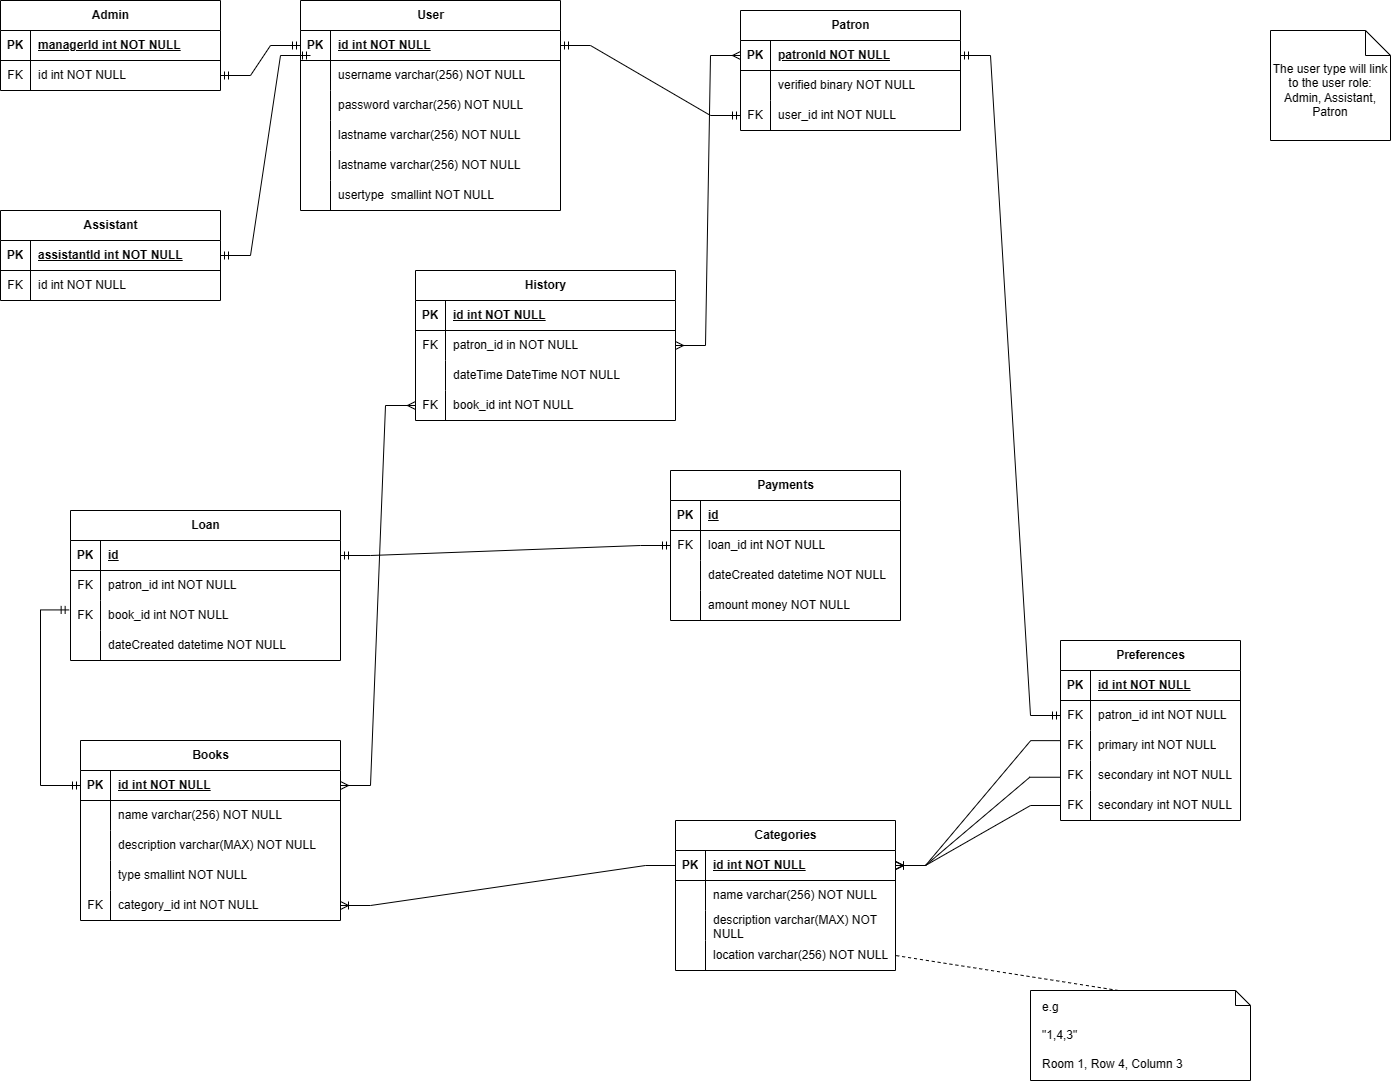 Admin
PK managerId int NOT NULL
FK id int NOT NULL
User
PK id int NOT NULL
username varchar(256) NOT NULL
password varchar(256) NOT NULL
lastname varchar(256) NOT NULL
lastname varchar(256) NOT NULL
usertype  smallint NOT NULL
Patron
PK patronId NOT NULL
verified binary NOT NULL
FK user_id int NOT NULL
The user type will link
to the user role:
Admin, Assistant,
Patron
Assistant
PK assistantId int NOT NULL
FK id int NOT NULL
History
PK id int NOT NULL
FK patron_id in NOT NULL
dateTime DateTime NOT NULL
FK book_id int NOT NULL
Payments
PK id
FK loan_id int NOT NULL
dateCreated datetime NOT NULL
amount money NOT NULL
Loan
PK id
FK patron_id int NOT NULL
FK book_id int NOT NULL
dateCreated datetime NOT NULL
Preferences
PK id int NOT NULL
FK patron_id int NOT NULL
FK primary int NOT NULL
FK secondary int NOT NULL
FK secondary int NOT NULL
Books
PK id int NOT NULL
name varchar(256) NOT NULL
description varchar(MAX) NOT NULL
type smallint NOT NULL
FK category_id int NOT NULL
Categories
PK id int NOT NULL
name varchar(256) NOT NULL
description varchar(MAX) NOT
NULL
location varchar(256) NOT NULL
e.g
"1,4,3"
Room 1, Row 4, Column 3